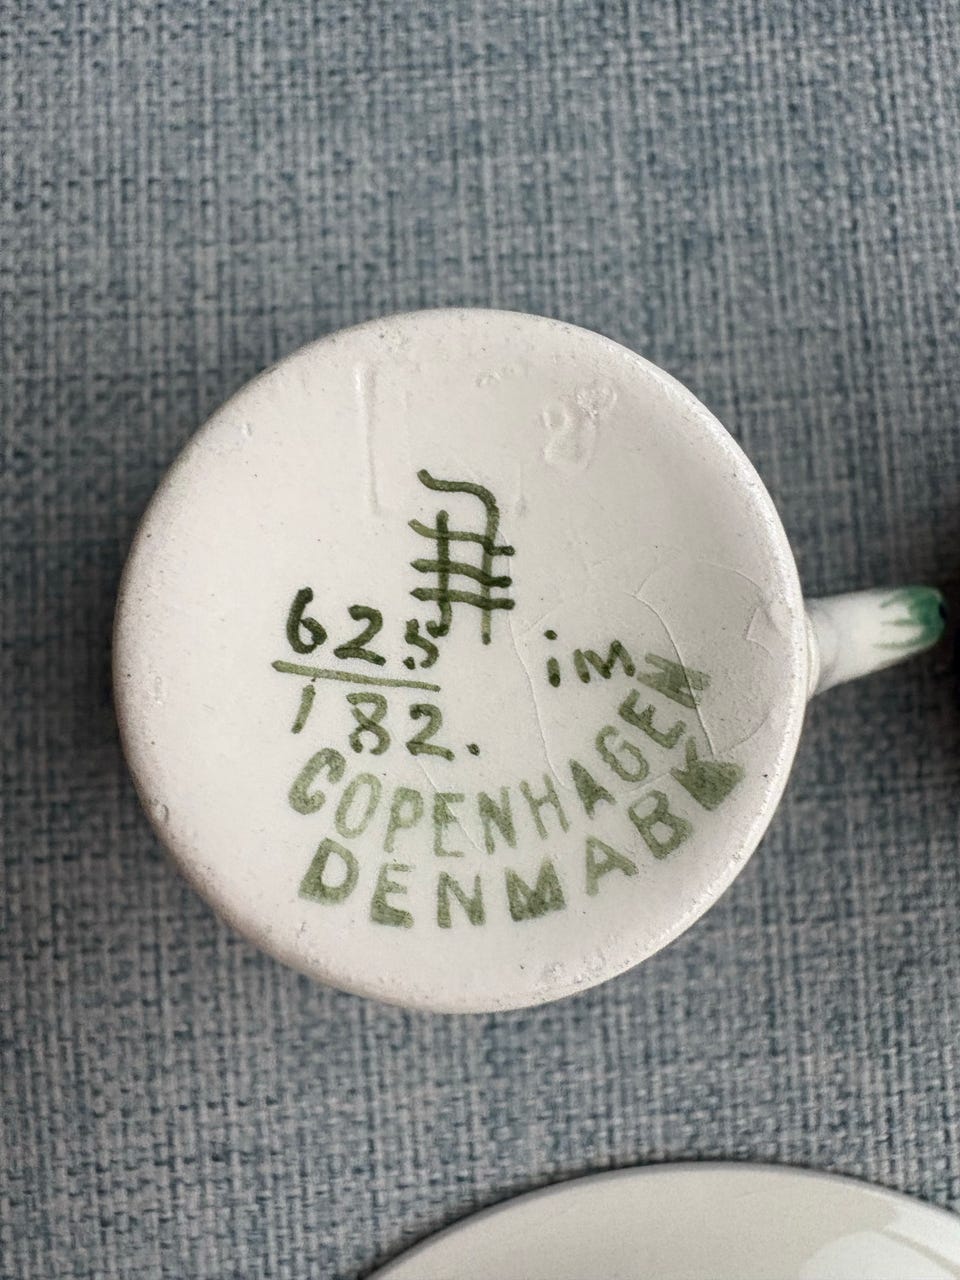 625
182.
im
COPENHAGEN
DENMARK